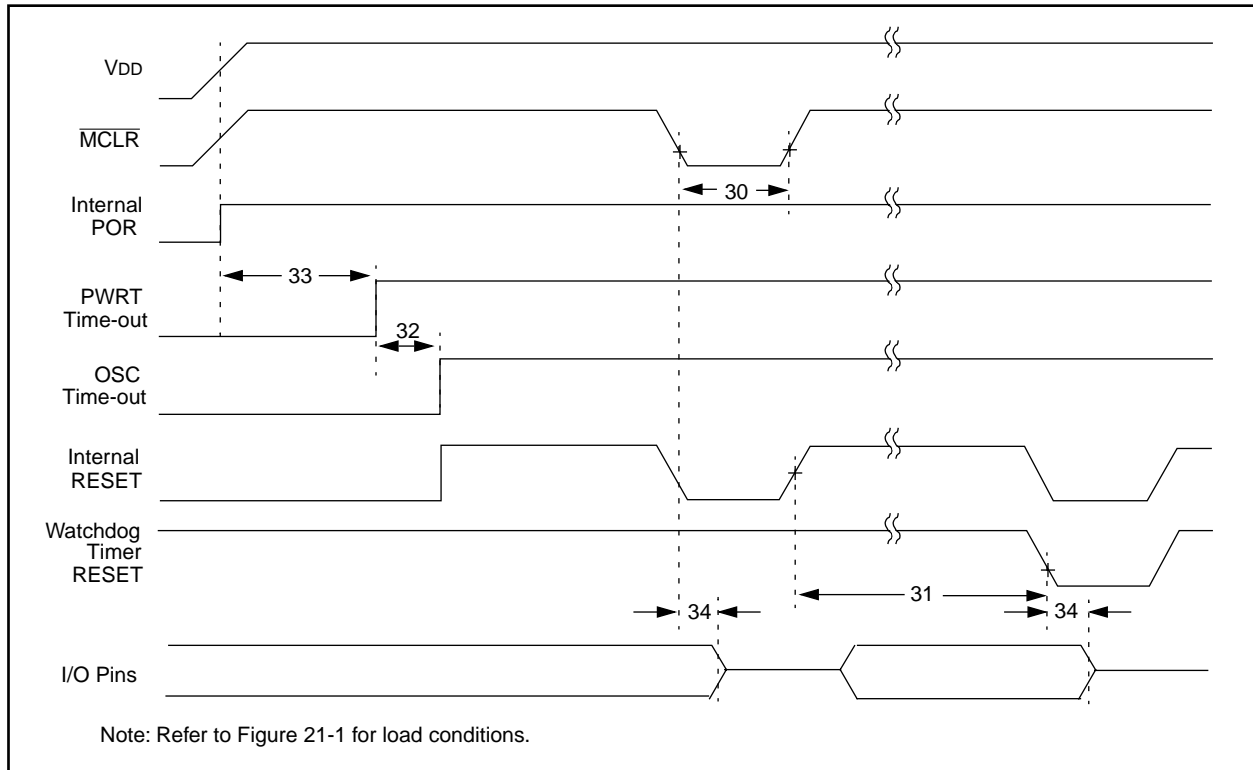 VDD
MCLR
30
Internal
POR
33
PWRT
Time-out
32
OSC
Time-out
Internal
RESET
Watchdog
Timer
RESET
31
34
34
I/O Pins
Note: Refer to Figure 21-1 for load conditions.